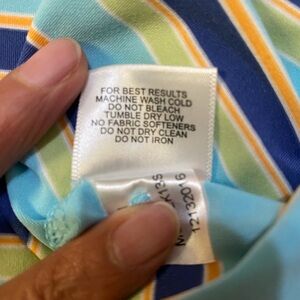 FOR BEST RESULTS
MACHINE WASH COLD
DO NOT BLEACH
TUMBLE DRY LOW
NO FABRIC SOFTENERS
DO NOT DRY CLEAN
DO NOT IRON
12132016